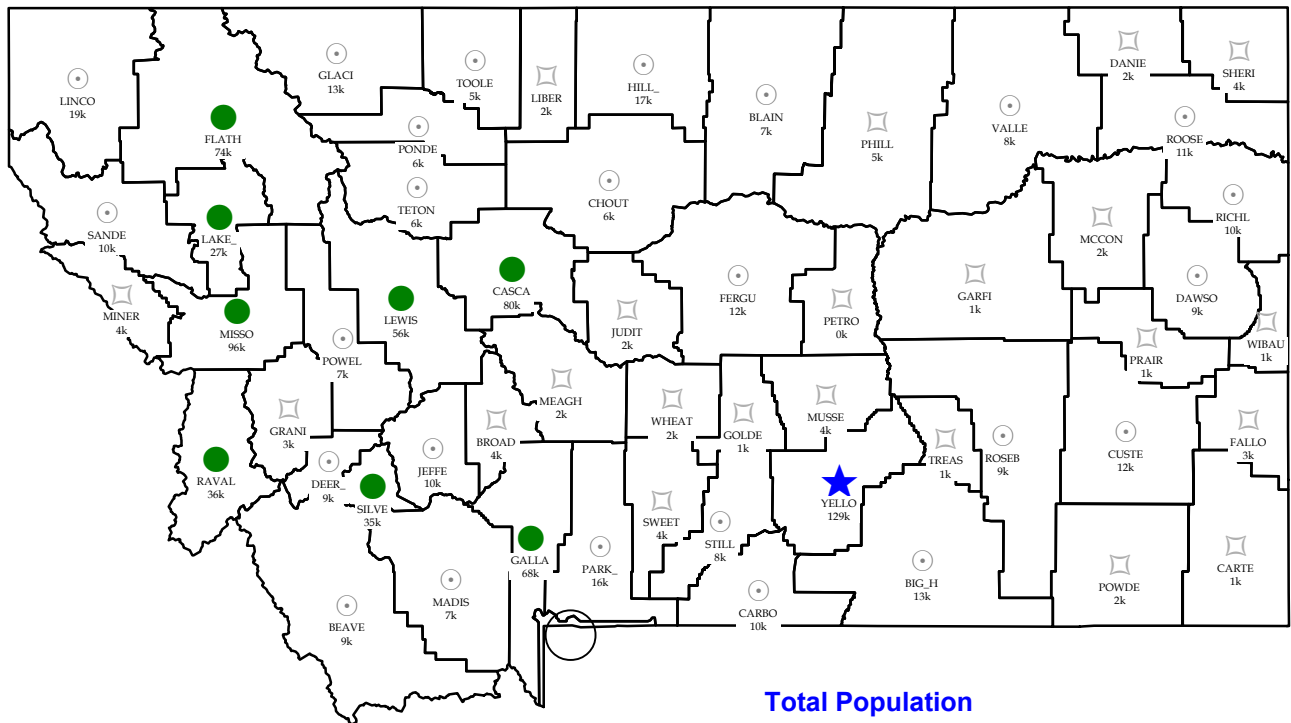 LINCO
19k
FLATH
74k
GLACI
13k
TOOLE
5k
LIBER
2k
HILL_
17k
BLAIN
7k
PHILL
5k
VALLE
8k
DANIE
2k
SHERI
4k
ROOSE
11k
PONDE
6k
TETON
6k
CHOUT
6k
SANDE
10k
LAKE_
27k
MCCON
2k
RICHL
10k
MINER
4k
MISSO
96k
LEWIS
56k
CASCA
80k
JUDIT
2k
FERGU
12k
PETRO
0k
GARFI
1k
DAWSO
9k
WIBAU
1k
PRAIR
1k
POWEL
7k
MEAGH
2k
GRANI
3k
BROAD
4k
WHEAT
2k
GOLDE
1k
MUSSE
4k
TREAS
1k
ROSEB
9k
CUSTE
12k
FALLO
3k
RAVAL
36k
DEER_
9k
SILVE
35k
JEFFE
10k
GALLA
68k
SWEET
4k
STILL
8k
YELLO
129k
PARK_
16k
BIG_H
13k
POWDE
2k
CARTE
1k
BEAVE
9k
MADIS
7k
CARBO
10k
Total Population